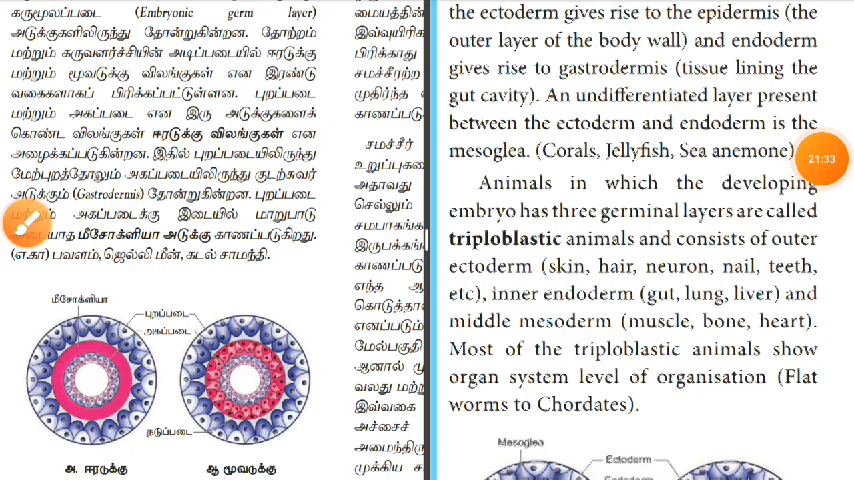 கருமூலப்படை (Embryonic germ layer)
அடுக்குகளிலிருந்து தோன்றுகின்றன. தோற்றம்
மற்றும் கருவளர்ச்சியின் அடிப்படையில் ஈரடுக்கு
மற்றும் மூவடுக்கு விலங்குகள் என இரண்டு
வகைகளாகப் பிரிக்கப்பட்டுள்ளன. புறப்படை
மற்றும் அகப்படை என இரு அடுக்குகளைக்
கொண்ட விலங்குகள் ஈரடுக்கு விலங்குகள் என
அழைக்கப்படுகின்றன. இதில் புறப்படையிலிருந்து
மேற்புறத்தோலும் அகப்படையிலிருந்து குடற்சுவர்
அடுக்கும் (Gastrodermis) தோன்றுகின்றன. புறப்படை
மற்றும் அகப்படைக்கு இடையில் மாறுபாடு
மீசோக்ளியா அடுக்கு காணப்படுகிறது.
(எ.கா) பவளம், ஜெல்லி மீன், கடல் சாமந்தி.
மீசோக்ளியா
புறப்படை
அகப்படை
நடுப்படை
அ. ஈரடுக்கு
ஆ மூவடுக்கு
மையத்தின்
பிரிக்காது
சமச்சீரற்ற
முதிர்ந்த
சமச்சீர்
அதாவது
செல்லும்
எந்த
முக்கிய
the ectoderm gives rise to the epidermis (the
outer layer of the body wall) and endoderm
gives rise to gastrodermis (tissue lining the
gut cavity). An undifferentiated layer present
between the ectoderm and endoderm is the
mesoglea. (Corals, Jellyfish, Sea anemone)
21:33
Animals in which the developing
embryo has three germinal layers are called
triploblastic animals and consists of outer
ectoderm (skin, hair, neuron, nail, teeth,
etc), inner endoderm (gut, lung, liver) and
middle mesoderm (muscle, bone, heart).
Most of the triploblastic animals show
organ system level of organisation (Flat
worms to Chordates).
Mesoglea
Ectoderm